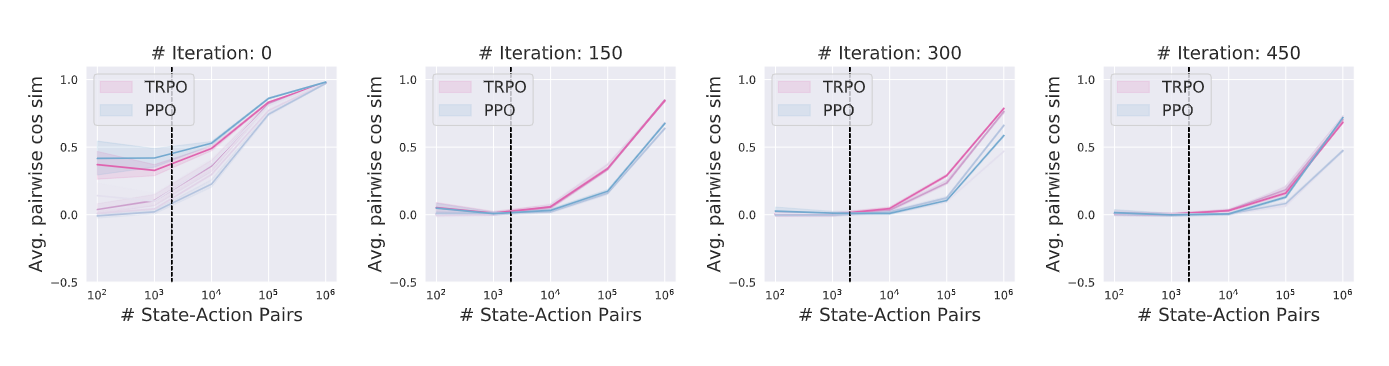 # Iteration: 0
Avg. pairwise cos sim
1.0
0.5
0.0
−0.5
TRPO
PPO
10² 10³ 10⁴ 10⁵ 10⁶
# State-Action Pairs
# Iteration: 150
Avg. pairwise cos sim
1.0
0.5
0.0
−0.5
TRPO
PPO
10² 10³ 10⁴ 10⁵ 10⁶
# State-Action Pairs
# Iteration: 300
Avg. pairwise cos sim
1.0
0.5
0.0
−0.5
TRPO
PPO
10² 10³ 10⁴ 10⁵ 10⁶
# State-Action Pairs
# Iteration: 450
Avg. pairwise cos sim
1.0
0.5
0.0
−0.5
TRPO
PPO
10² 10³ 10⁴ 10⁵ 10⁶
# State-Action Pairs